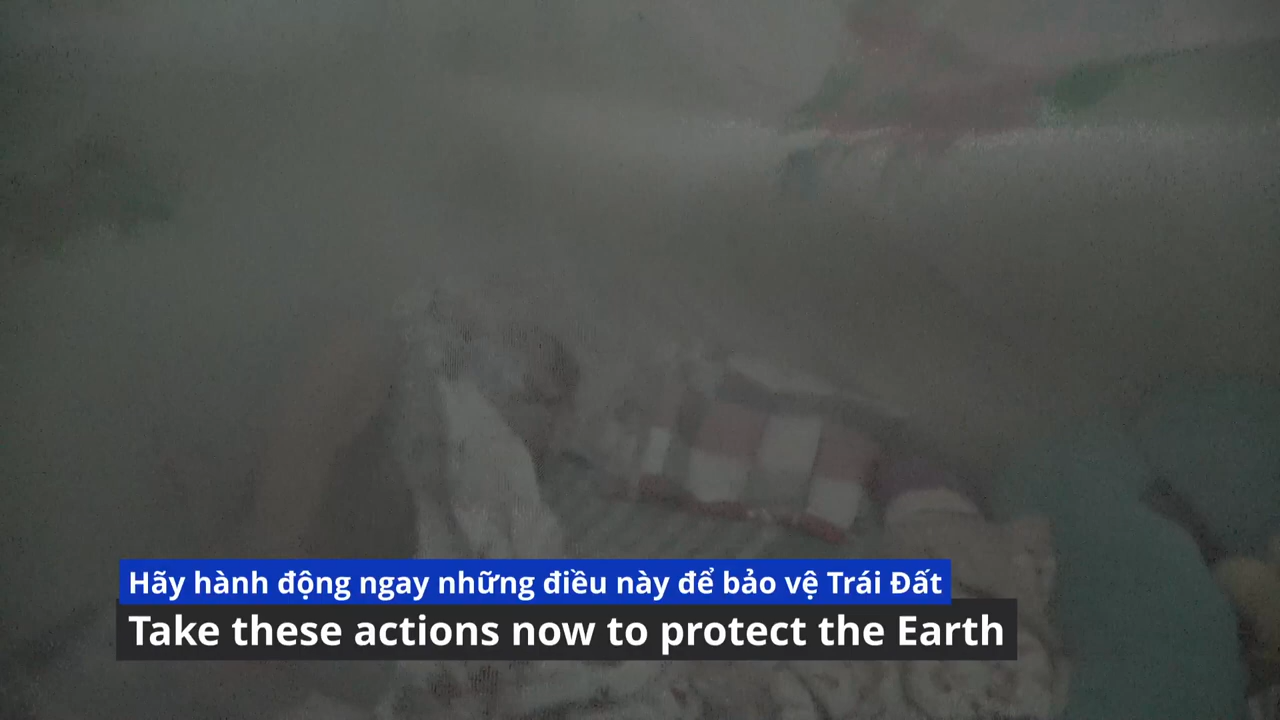 Hãy hành động ngay những điều này để bảo vệ Trái Đất
Take these actions now to protect the Earth